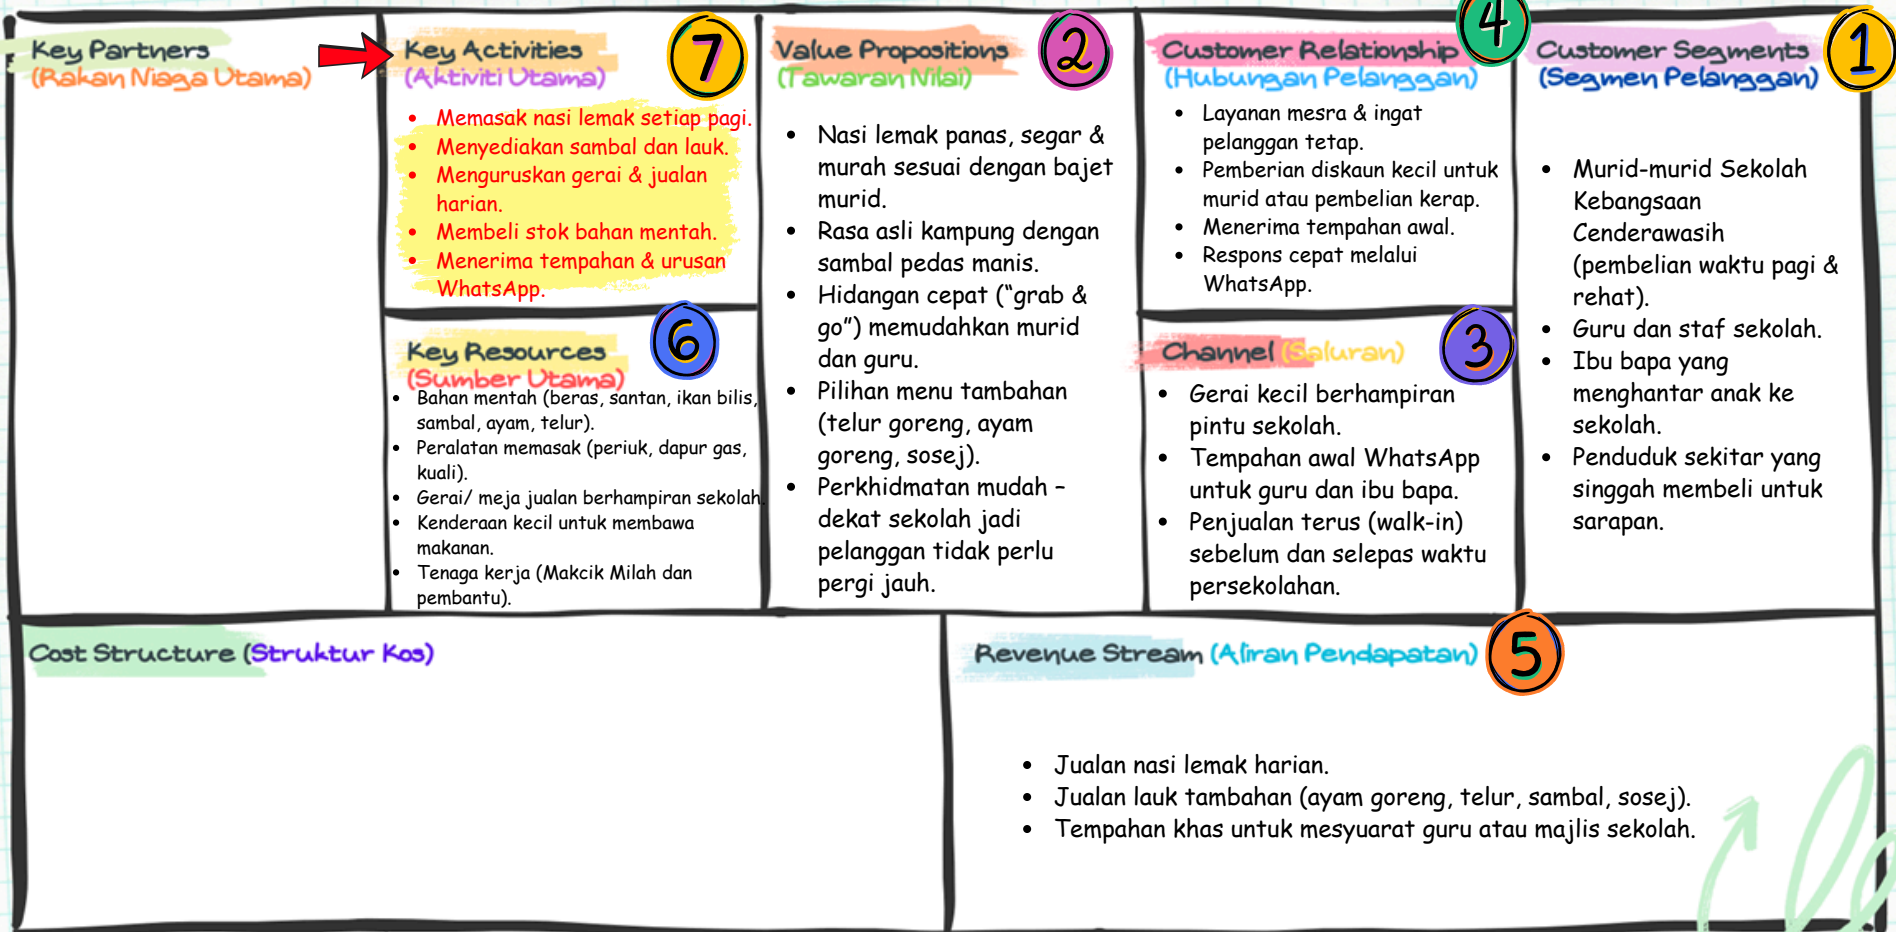 Key Partners
(Rakan Niaga Utama)
Key Activities
(Aktiviti Utama)
7
• Memasak nasi lemak setiap pagi.
• Menyediakan sambal dan lauk.
• Menguruskan gerai & jualan
harian.
• Membeli stok bahan mentah.
• Menerima tempahan & urusan
WhatsApp.
Key Resources
(Sumber Utama)
6
• Bahan mentah (beras, santan, ikan bilis,
sambal, ayam, telur).
• Peralatan memasak (periuk, dapur gas,
kuali).
• Gerai/ meja jualan berhampiran sekolah.
• Kenderaan kecil untuk membawa
makanan.
• Tenaga kerja (Makcik Milah dan
pembantu).
Value Propositions
(Tawaran Nilai)
2
• Nasi lemak panas, segar &
murah sesuai dengan bajet
murid.
• Rasa asli kampung dengan
sambal pedas manis.
• Hidangan cepat (“grab &
go”) memudahkan murid
dan guru.
• Pilihan menu tambahan
(telur goreng, ayam
goreng, sosej).
• Perkhidmatan mudah –
dekat sekolah jadi
pelanggan tidak perlu
pergi jauh.
Customer Relationship
(Hubungan Pelanggan)
4
• Layanan mesra & ingat
pelanggan tetap.
• Pemberian diskaun kecil untuk
murid atau pembelian kerap.
• Menerima tempahan awal.
• Respons cepat melalui
WhatsApp.
Channel (Saluran)
3
• Gerai kecil berhampiran
pintu sekolah.
• Tempahan awal WhatsApp
untuk guru dan ibu bapa.
• Penjualan terus (walk-in)
sebelum dan selepas waktu
persekolahan.
Customer Segments
(Segmen Pelanggan)
1
• Murid-murid Sekolah
Kebangsaan
Cenderawasih
(pembelian waktu pagi &
rehat).
• Guru dan staf sekolah.
• Ibu bapa yang
menghantar anak ke
sekolah.
• Penduduk sekitar yang
singgah membeli untuk
sarapan.
Cost Structure (Struktur Kos)
Revenue Stream (Aliran Pendapatan)
5
• Jualan nasi lemak harian.
• Jualan lauk tambahan (ayam goreng, telur, sambal, sosej).
• Tempahan khas untuk mesyuarat guru atau majlis sekolah.